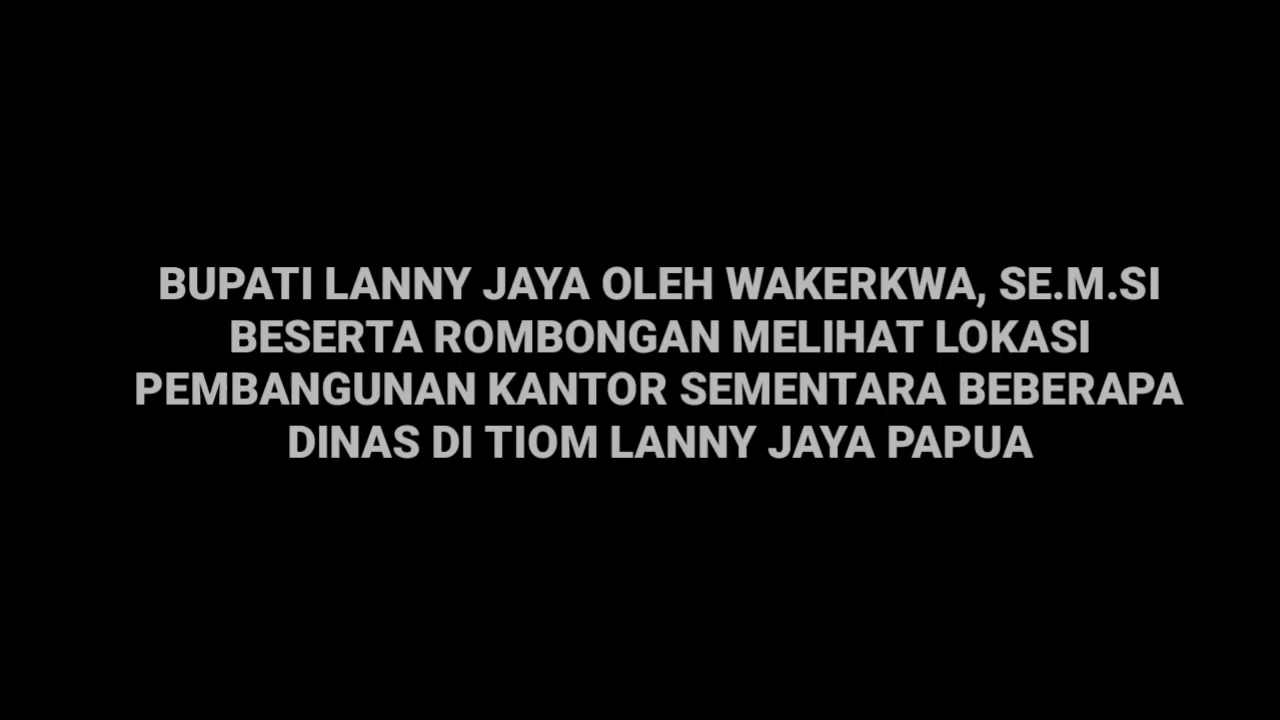 BUPATI LANNY JAYA OLEH WAKERKWA, SE.M.SI
BESERTA ROMBONGAN MELIHAT LOKASI
PEMBANGUNAN KANTOR SEMENTARA BEBERAPA
DINAS DI TIOM LANNY JAYA PAPUA